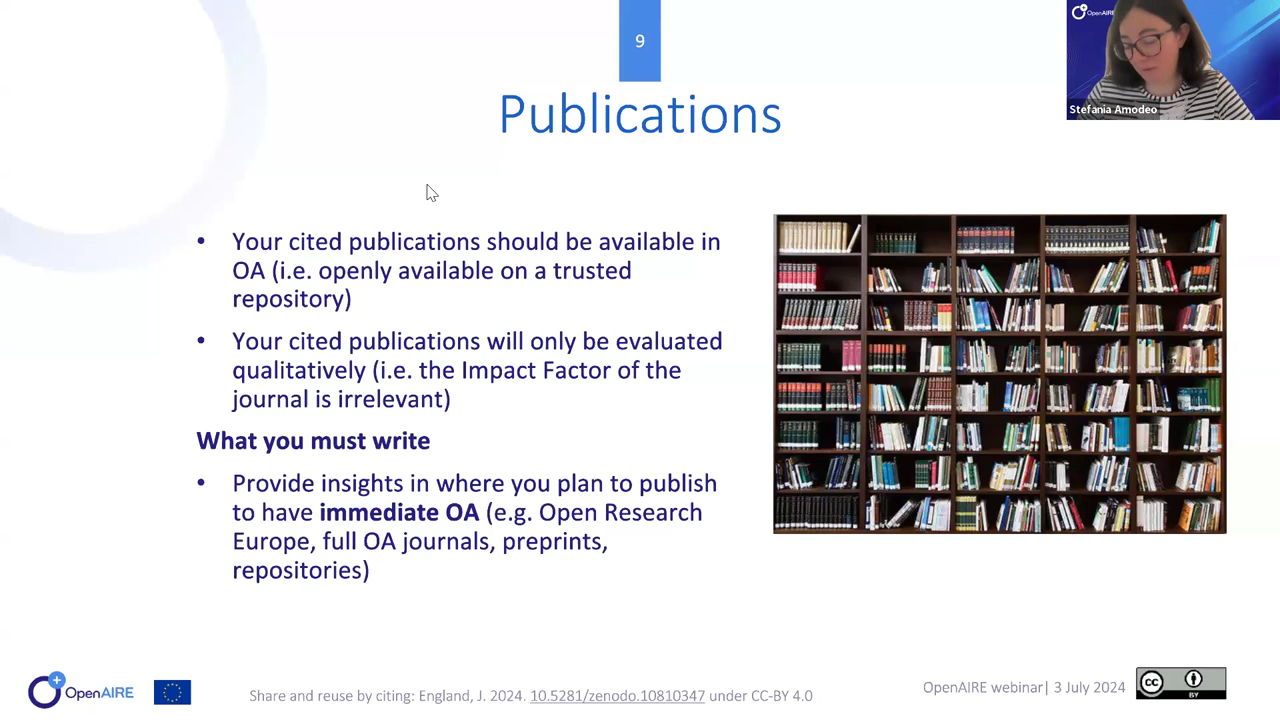 9
OpenAIRE
Stefania Amodeo
Publications
• Your cited publications should be available in
OA (i.e. openly available on a trusted
repository)
• Your cited publications will only be evaluated
qualitatively (i.e. the Impact Factor of the
journal is irrelevant)
What you must write
• Provide insights in where you plan to publish
to have immediate OA (e.g. Open Research
Europe, full OA journals, preprints,
repositories)
OpenAIRE
Share and reuse by citing: England, J. 2024. 10.5281/zenodo.10810347 under CC-BY 4.0
OpenAIRE webinar| 3 July 2024
cc
BY